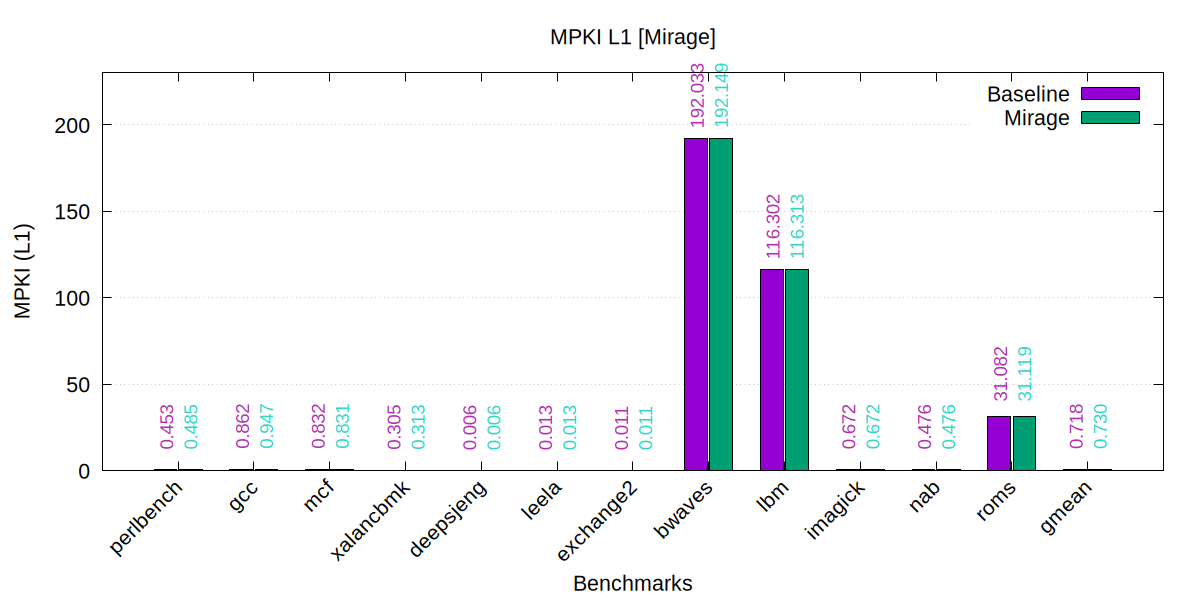 MPKI L1 [Mirage]
Baseline
Mirage
MPKI (L1)
200
150
100
50
0
0.453
0.485
0.862
0.947
0.832
0.831
0.305
0.313
0.006
0.006
0.013
0.013
0.011
0.011
192.033
192.149
116.302
116.313
0.672
0.672
0.476
0.476
31.082
31.119
0.718
0.730
perlbench
gcc
mcf
xalancbmk
deepsjeng
leela
exchange2
bwaves
lbm
imagick
nab
roms
gmean
Benchmarks